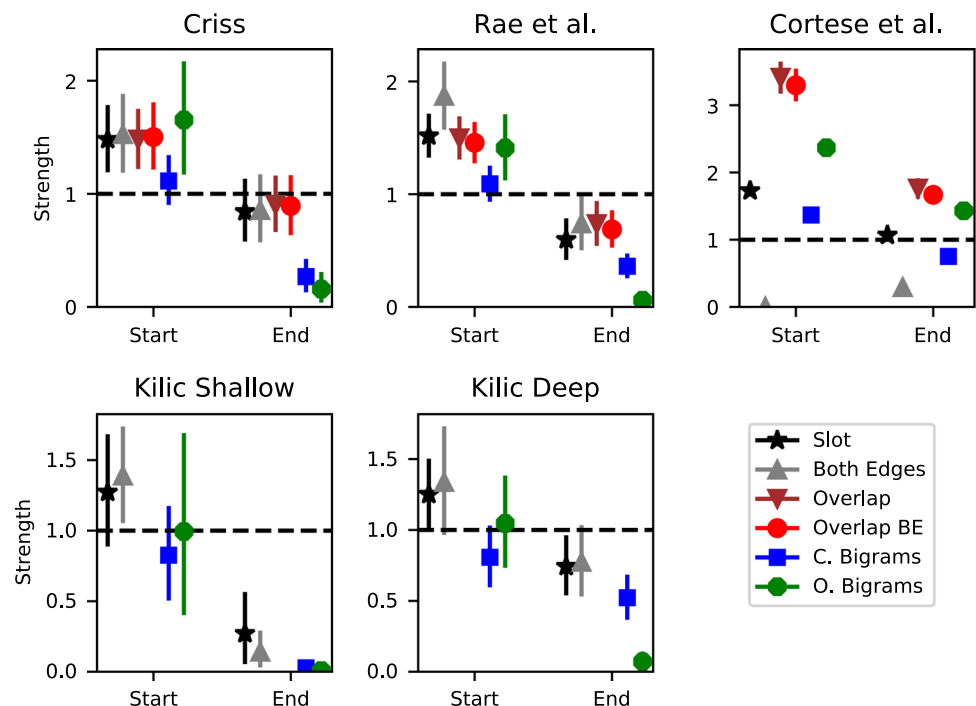 Criss
Strength
2
1
0
Start
End
Rae et al.
2
1
0
Start
End
Cortese et al.
3
2
1
0
Start
End
Kilic Shallow
Strength
1.5
1.0
0.5
0.0
Start
End
Kilic Deep
1.5
1.0
0.5
0.0
Start
End
Slot
Both Edges
Overlap
Overlap BE
C. Bigrams
O. Bigrams